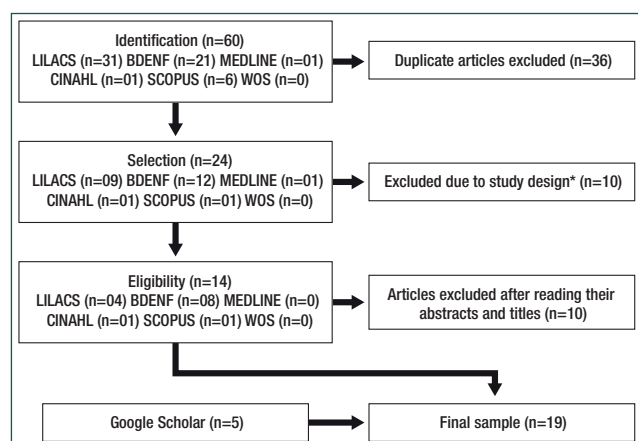 Identification (n=60)
LILACS (n=31) BDENF (n=21) MEDLINE (n=01)
CINAHL (n=01) SCOPUS (n=6) WOS (n=0)
Duplicate articles excluded (n=36)
Selection (n=24)
LILACS (n=09) BDENF (n=12) MEDLINE (n=01)
CINAHL (n=01) SCOPUS (n=01) WOS (n=0)
Excluded due to study design* (n=10)
Eligibility (n=14)
LILACS (n=04) BDENF (n=08) MEDLINE (n=0)
CINAHL (n=01) SCOPUS (n=01) WOS (n=0)
Articles excluded after reading their
abstracts and titles (n=10)
Google Scholar (n=5)
Final sample (n=19)